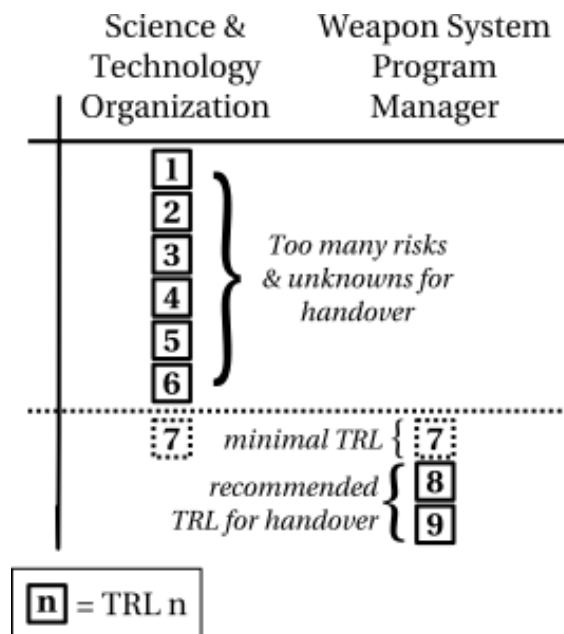 Science &
Technology
Organization
Weapon System
Program
Manager
1
2
3
4
5
6
Too many risks
& unknowns for
handover
7
minimal TRL { 7
recommended
TRL for handover
8
9
n = TRL n